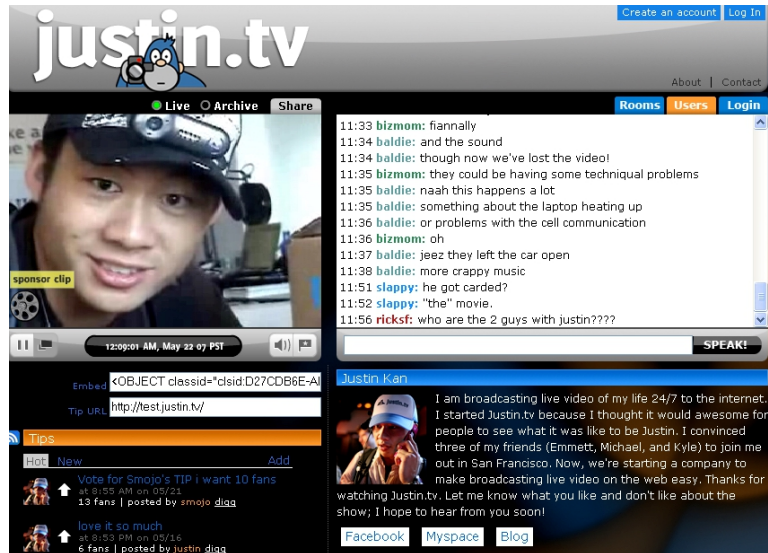 Create an account Log In
justin.tv
About | Contact
Live Archive Share
Rooms Users Login
sponsor clip
12:09:01 AM, May 22 07 PST
11:33 bizmom: fiannally
11:34 baldie: and the sound
11:34 baldie: though now we've lost the video!
11:35 bizmom: they could be having some techniqual problems
11:35 baldie: naah this happens a lot
11:35 baldie: something about the laptop heating up
11:36 baldie: or problems with the cell communication
11:36 bizmom: oh
11:37 baldie: jeez they left the car open
11:38 baldie: more crappy music
11:51 slappy: he got carded?
11:52 slappy: "the" movie.
11:56 ricksf: who are the 2 guys with justin????
SPEAK!
Embed <OBJECT classid="clsid:D27CDB6E-AI
Tip URL http://test.justin.tv/
Tips
Hot New Add
Vote for Smojo's TIP i want 10 fans
at 8:55 AM on 05/21
13 fans | posted by smojo digg
love it so much
at 8:53 PM on 05/16
6 fans | posted by justin digg
Justin Kan
I am broadcasting live video of my life 24/7 to the internet.
I started Justin.tv because I thought it would awesome for
people to see what it was like to be Justin. I convinced
three of my friends (Emmett, Michael, and Kyle) to join me
out in San Francisco. Now, we're starting a company to
make broadcasting live video on the web easy. Thanks for
watching Justin.tv. Let me know what you like and don't like about the
show; I hope to hear from you soon!
Facebook Myspace Blog